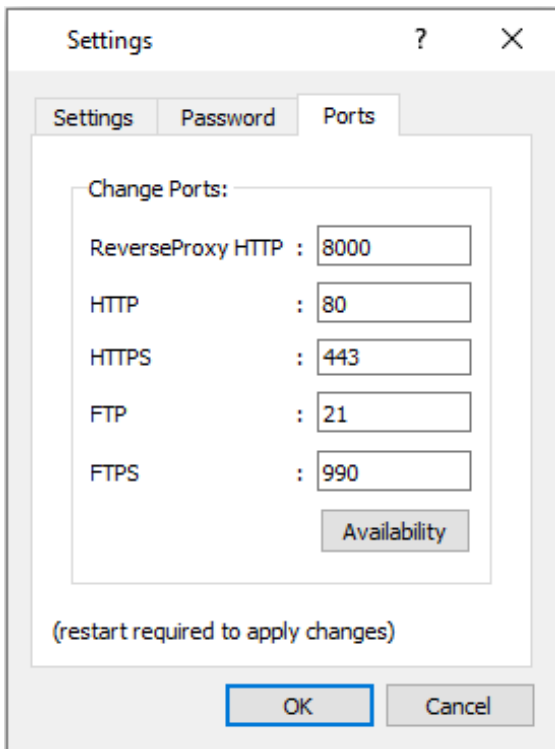 Settings ? X
Settings Password Ports
Change Ports:
ReverseProxy HTTP : 8000
HTTP : 80
HTTPS : 443
FTP : 21
FTPS : 990
Availability
(restart required to apply changes)
OK Cancel